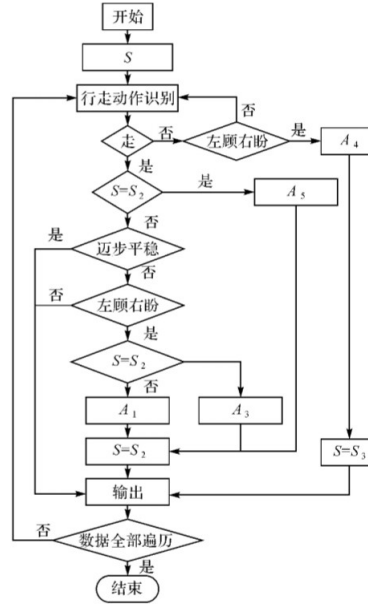 开始
S
行走动作识别
否
走
否
左顾右盼
是
A₄
是
S=S₂
是
A₅
否
是
迈步平稳
否
否
左顾右盼
是
S=S₂
否
A₁
A₃
S=S₂
S=S₃
输出
否
数据全部遍历
是
结束